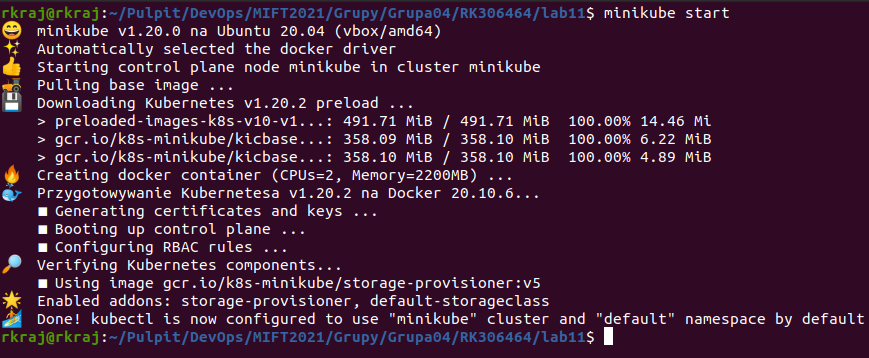 rkraj@rkraj:~/Pulpit/DevOps/MIFT2021/Grupy/Grupa04/RK306464/lab11$ minikube start
😄 minikube v1.20.0 na Ubuntu 20.04 (vbox/amd64)
✨ Automatically selected the docker driver
👍 Starting control plane node minikube in cluster minikube
🚜 Pulling base image ...
💾 Downloading Kubernetes v1.20.2 preload ...
> preloaded-images-k8s-v10-v1...: 491.71 MiB / 491.71 MiB 100.00% 14.46 Mi
> gcr.io/k8s-minikube/kicbase...: 358.09 MiB / 358.10 MiB 100.00% 6.22 MiB
> gcr.io/k8s-minikube/kicbase...: 358.10 MiB / 358.10 MiB 100.00% 4.89 MiB
🔥 Creating docker container (CPUs=2, Memory=2200MB) ...
🐳 Przygotowywanie Kubernetesa v1.20.2 na Docker 20.10.6...
▪ Generating certificates and keys ...
▪ Booting up control plane ...
▪ Configuring RBAC rules ...
🔎 Verifying Kubernetes components...
▪ Using image gcr.io/k8s-minikube/storage-provisioner:v5
🌟 Enabled addons: storage-provisioner, default-storageclass
🏄 Done! kubectl is now configured to use "minikube" cluster and "default" namespace by default
rkraj@rkraj:~/Pulpit/DevOps/MIFT2021/Grupy/Grupa04/RK306464/lab11$